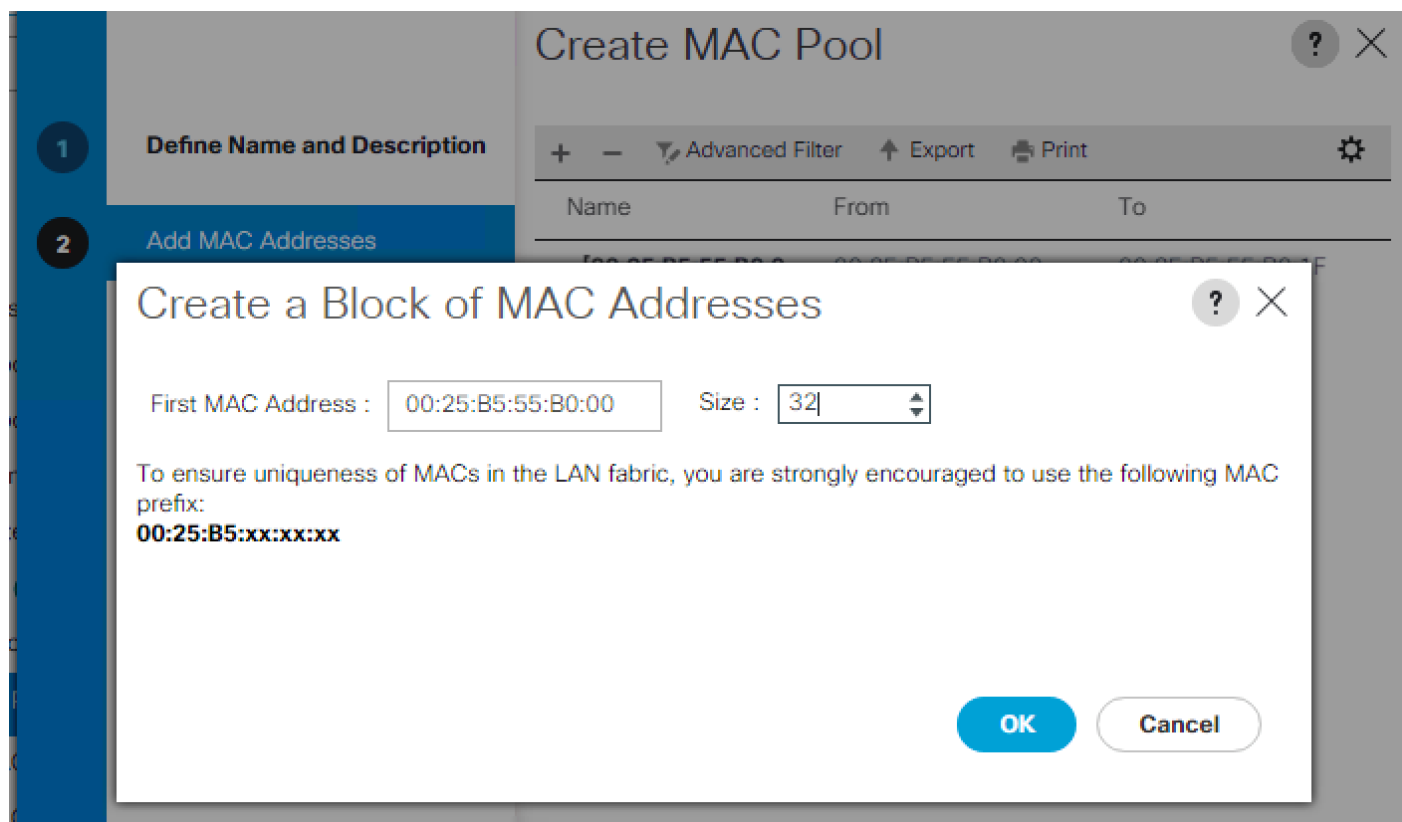 Create MAC Pool
?
1
Define Name and Description
+ − Advanced Filter Export Print
Name From To
2
Add MAC Addresses
Create a Block of MAC Addresses
?
First MAC Address : 00:25:B5:55:B0:00 Size : 32
To ensure uniqueness of MACs in the LAN fabric, you are strongly encouraged to use the following MAC
prefix:
00:25:B5:xx:xx:xx
OK Cancel